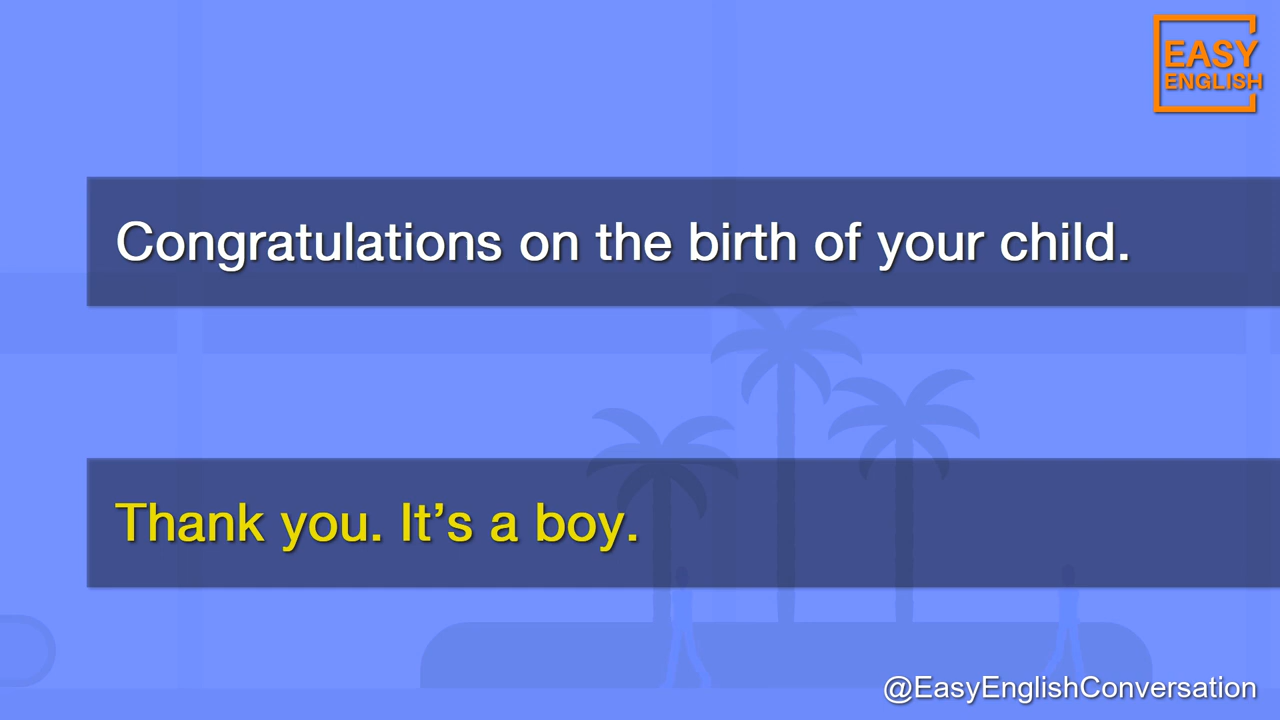 EASY
ENGLISH
Congratulations on the birth of your child.
Thank you. It’s a boy.
@EasyEnglishConversation